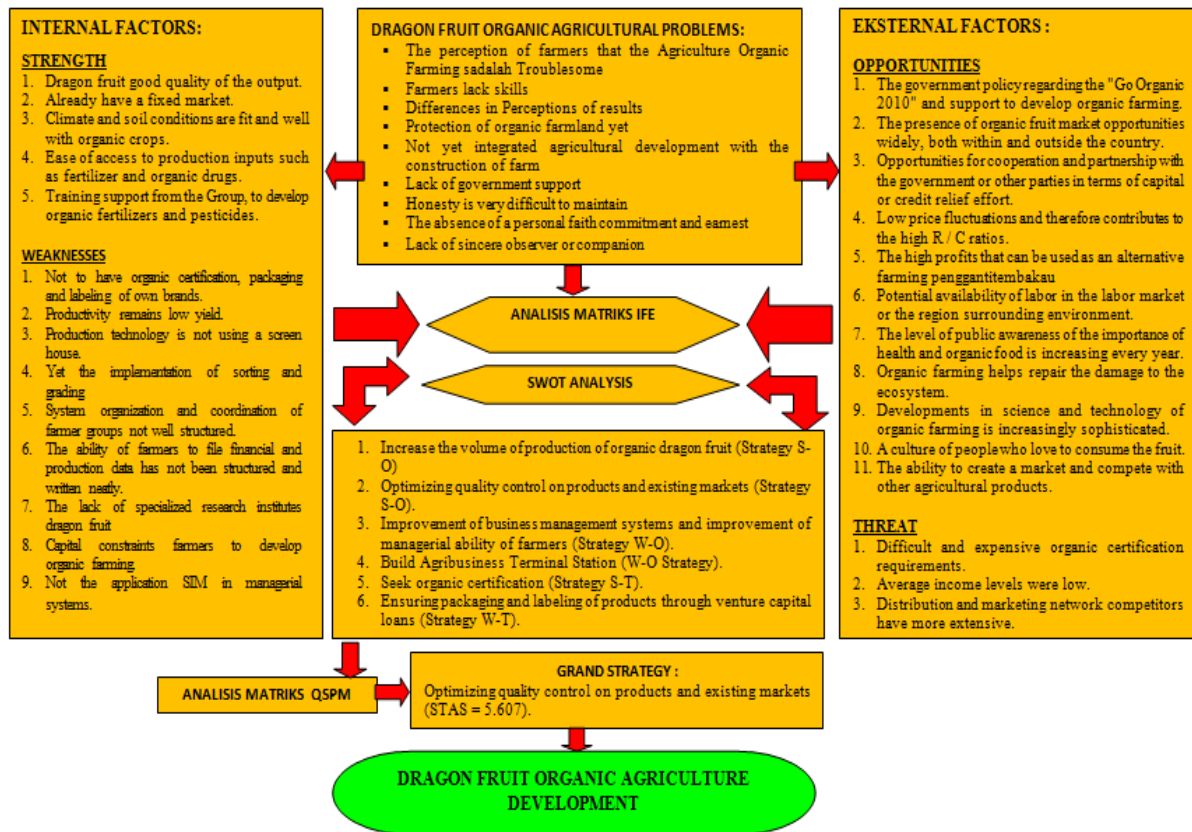 INTERNAL FACTORS:
STRENGTH
1. Dragon fruit good quality of the output.
2. Already have a fixed market.
3. Climate and soil conditions are fit and well
with organic crops.
4. Ease of access to production inputs such
as fertilizer and organic drugs.
5. Training support from the Group, to develop
organic fertilizers and pesticides.
WEAKNESSES
1. Not to have organic certification, packaging
and labeling of own brands.
2. Productivity remains low yield.
3. Production technology is not using a screen
house.
4. Yet the implementation of sorting and
grading
5. System organization and coordination of
farmer groups not well structured.
6. The ability of farmers to file financial and
production data has not been structured and
written neatly.
7. The lack of specialized research institutes
dragon fruit
8. Capital constraints farmers to develop
organic farming
9. Not the application SIM in managerial
systems.
DRAGON FRUIT ORGANIC AGRICULTURAL PROBLEMS:
▪ The perception of farmers that the Agriculture Organic
Farming sadalah Troublesome
▪ Farmers lack skills
▪ Differences in Perceptions of results
▪ Protection of organic farmland yet
▪ Not yet integrated agricultural development with the
construction of farm
▪ Lack of government support
▪ Honesty is very difficult to maintain
▪ The absence of a personal faith commitment and earnest
▪ Lack of sincere observer or companion
ANALISIS MATRIKS IFE
SWOT ANALYSIS
1. Increase the volume of production of organic dragon fruit (Strategy S-
O)
2. Optimizing quality control on products and existing markets (Strategy
S-O).
3. Improvement of business management systems and improvement of
managerial ability of farmers (Strategy W-O).
4. Build Agribusiness Terminal Station (W-O Strategy).
5. Seek organic certification (Strategy S-T).
6. Ensuring packaging and labeling of products through venture capital
loans (Strategy W-T).
EKSTERNAL FACTORS :
OPPORTUNITIES
1. The government policy regarding the "Go Organic
2010" and support to develop organic farming.
2. The presence of organic fruit market opportunities
widely, both within and outside the country.
3. Opportunities for cooperation and partnership with
the government or other parties in terms of capital
or credit relief effort.
4. Low price fluctuations and therefore contributes to
the high R / C ratios.
5. The high profits that can be used as an alternative
farming penggantitembakau
6. Potential availability of labor in the labor market
or the region surrounding environment.
7. The level of public awareness of the importance of
health and organic food is increasing every year.
8. Organic farming helps repair the damage to the
ecosystem.
9. Developments in science and technology of
organic farming is increasingly sophisticated.
10. A culture of people who love to consume the fruit.
11. The ability to create a market and compete with
other agricultural products.
THREAT
1. Difficult and expensive organic certification
requirements.
2. Average income levels were low.
3. Distribution and marketing network competitors
have more extensive.
ANALISIS MATRIKS QSPM
GRAND STRATEGY :
Optimizing quality control on products and existing markets
(STAS = 5.607).
DRAGON FRUIT ORGANIC AGRICULTURE
DEVELOPMENT